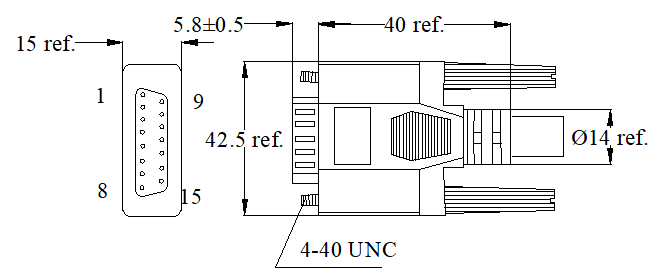 5.8±0.5
40 ref.
15 ref.
1
9
42.5 ref.
Ø14 ref.
8
15
4-40 UNC